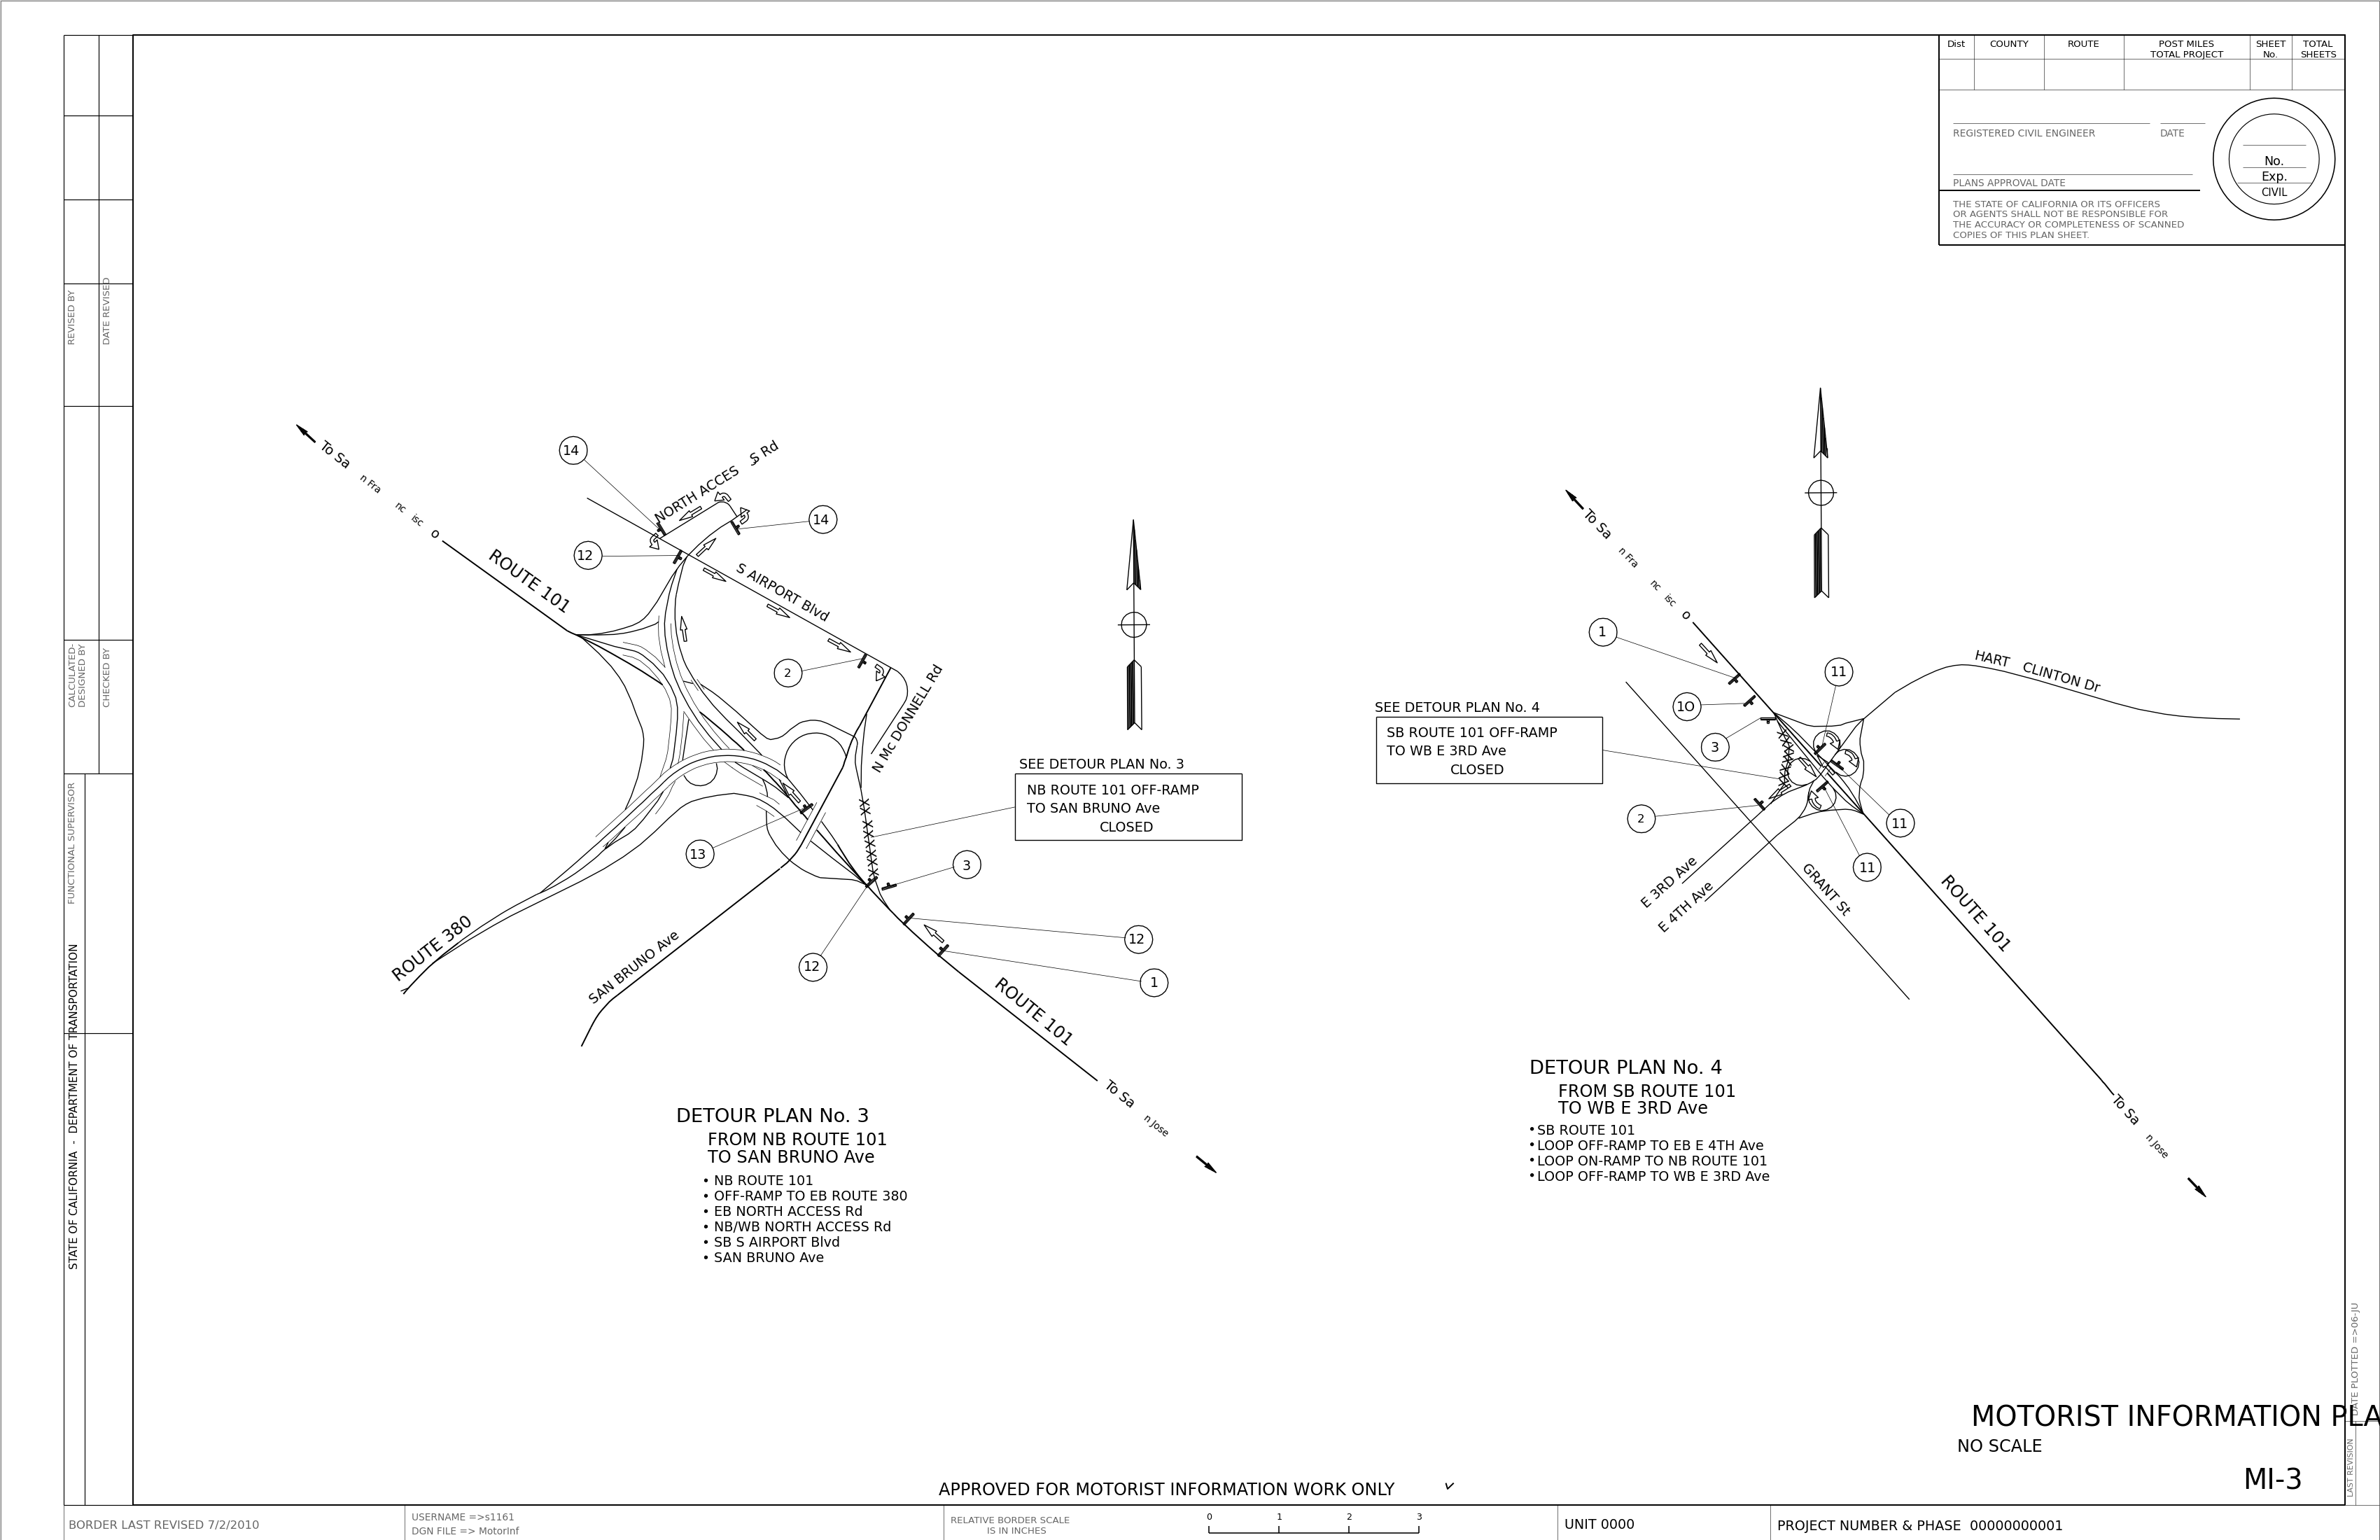 Dist COUNTY ROUTE POST MILES TOTAL PROJECT SHEET No. TOTAL SHEETS
REGISTERED CIVIL ENGINEER DATE
PLANS APPROVAL DATE
No.
Exp.
CIVIL
THE STATE OF CALIFORNIA OR ITS OFFICERS
OR AGENTS SHALL NOT BE RESPONSIBLE FOR
THE ACCURACY OR COMPLETENESS OF SCANNED
COPIES OF THIS PLAN SHEET.
REVISED BY
DATE REVISED
CALCULATED-
DESIGNED BY
CHECKED BY
FUNCTIONAL SUPERVISOR
STATE OF CALIFORNIA - DEPARTMENT OF TRANSPORTATION
To Sa n Fra nc isc o
ROUTE 101
14
NORTH ACCES S Rd
14
12
S AIRPORT Blvd
2
N Mc DONNELL Rd
SEE DETOUR PLAN No. 3
NB ROUTE 101 OFF-RAMP
TO SAN BRUNO Ave
CLOSED
13
3
12
12
1
ROUTE 380
SAN BRUNO Ave
ROUTE 101
To Sa n Jose
DETOUR PLAN No. 3
FROM NB ROUTE 101
TO SAN BRUNO Ave
• NB ROUTE 101
• OFF-RAMP TO EB ROUTE 380
• EB NORTH ACCESS Rd
• NB/WB NORTH ACCESS Rd
• SB S AIRPORT Blvd
• SAN BRUNO Ave
To Sa n Fra nc isc o
1
10
3
11
HART CLINTON Dr
SEE DETOUR PLAN No. 4
SB ROUTE 101 OFF-RAMP
TO WB E 3RD Ave
CLOSED
2
11
11
E 3RD Ave
E 4TH Ave
GRANT St
ROUTE 101
To Sa n Jose
DETOUR PLAN No. 4
FROM SB ROUTE 101
TO WB E 3RD Ave
• SB ROUTE 101
• LOOP OFF-RAMP TO EB E 4TH Ave
• LOOP ON-RAMP TO NB ROUTE 101
• LOOP OFF-RAMP TO WB E 3RD Ave
MOTORIST INFORMATION PLA
NO SCALE
MI-3
APPROVED FOR MOTORIST INFORMATION WORK ONLY
DATE PLOTTED =>06-JU
LAST REVISION
BORDER LAST REVISED 7/2/2010
USERNAME =>s1161
DGN FILE => MotorInf
RELATIVE BORDER SCALE
IS IN INCHES
0 1 2 3
UNIT 0000
PROJECT NUMBER & PHASE 00000000001